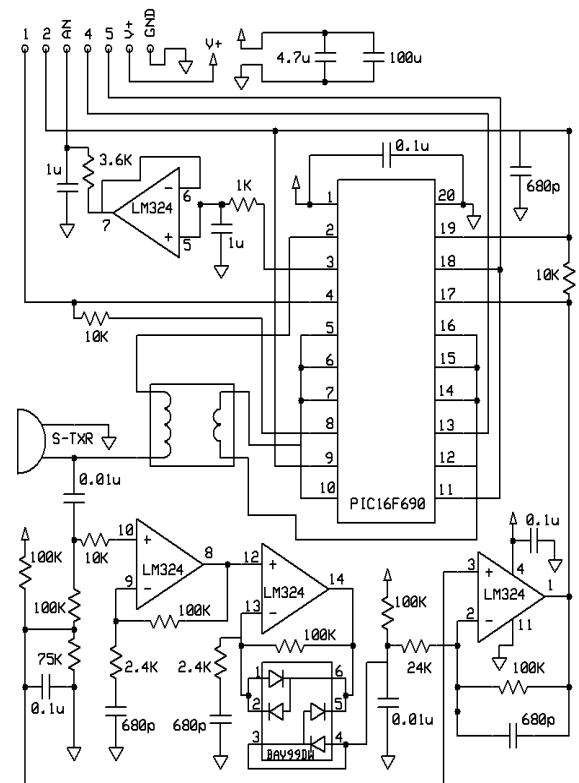 1 2 AN 4 5 V+ GND
V+
4.7u 100u
0.1u
3.6K
1u
LM324
6
7
5
1K
1u
680p
1 20
2 19
3 18
4 17
5 16
6 15
7 14
8 13
9 12
10 11
PIC16F690
10K
10K
S-TXR
0.01u
100K
10K
10
9
8
LM324
100K
12
13
14
LM324
100K
3
2
4
1
11
LM324
0.1u
100K
75K
0.1u
100K
2.4K
2.4K
680p
680p
1 6
2 5
3 4
BAV99DW
24K
0.01u
100K
680p